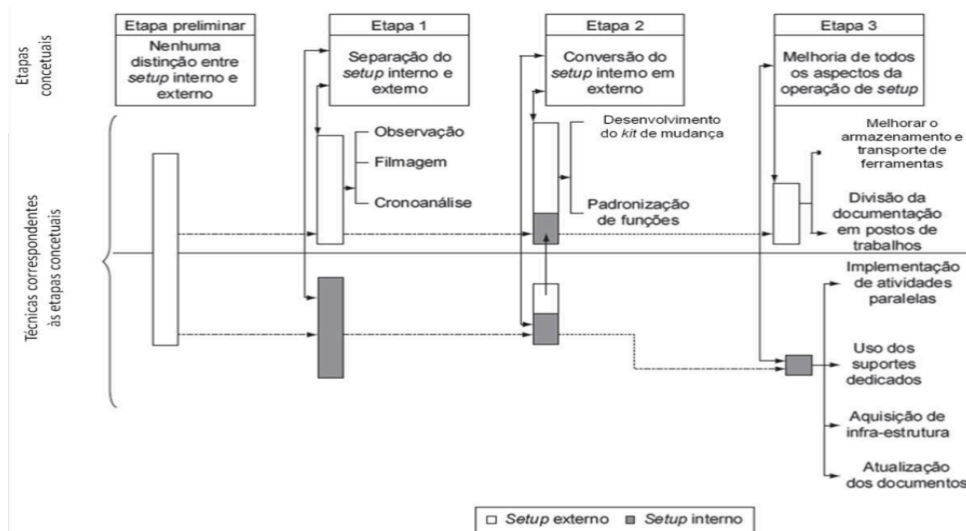 Etapas
concetuais
Etapa preliminar
Nenhuma
distinção entre
setup interno e
externo
Etapa 1
Separação do
setup interno e
externo
Etapa 2
Conversão do
setup interno em
externo
Etapa 3
Melhoria de todos
os aspectos da
operação de setup
Técnicas correspondentes
às etapas concetuais
Observação
Filmagem
Cronoanálise
Desenvolvimento
do kit de mudança
Padronização
de funções
Melhorar o
armazenamento e
transporte de
ferramentas
Divisão da
documentação
em postos de
trabalhos
Implementação
de atividades
paralelas
Uso dos
suportes
dedicados
Aquisição de
infra-estrutura
Atualização
dos documentos
Setup externo
Setup interno